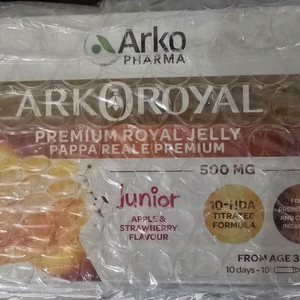 Arko
PHARMA
ARKOROYAL
PREMIUM ROYAL JELLY
PAPPA REALE PREMIUM
500 MG
Junior
APPLE &
STRAWBERRY
FLAVOUR
10-HDA
TITRATED
FORMULA
FROM AGE 3
10 days - 10